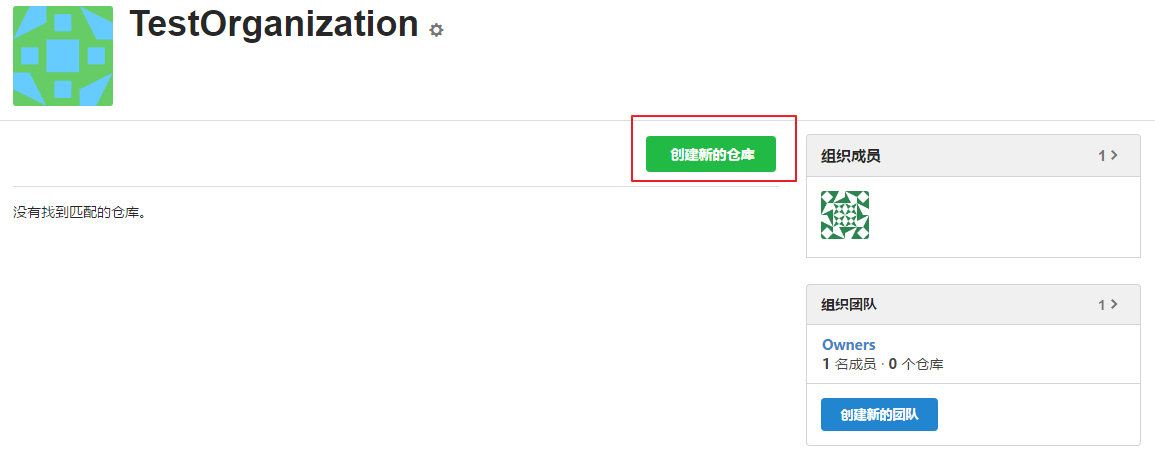 TestOrganization
创建新的仓库
没有找到匹配的仓库。
组织成员 1
组织团队 1
Owners
1 名成员 · 0 个仓库
创建新的团队